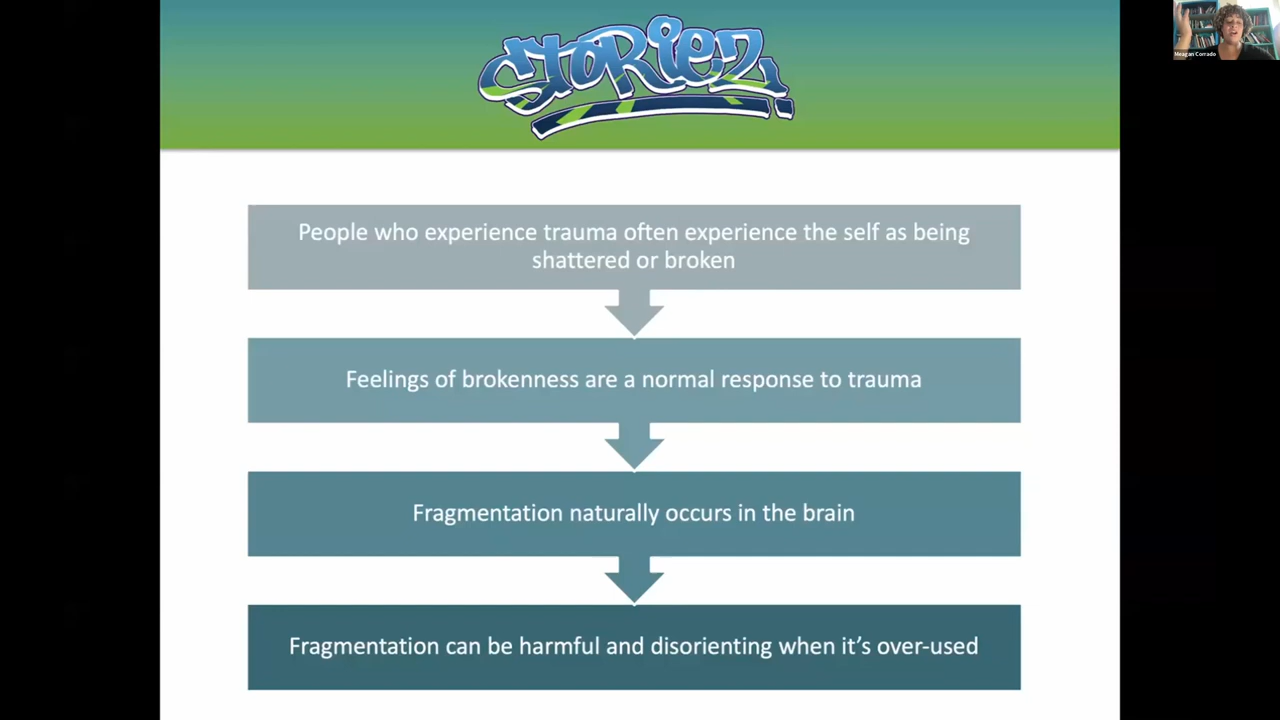 STORIEZ
Meagan Corrado
People who experience trauma often experience the self as being
shattered or broken
Feelings of brokenness are a normal response to trauma
Fragmentation naturally occurs in the brain
Fragmentation can be harmful and disorienting when it’s over-used